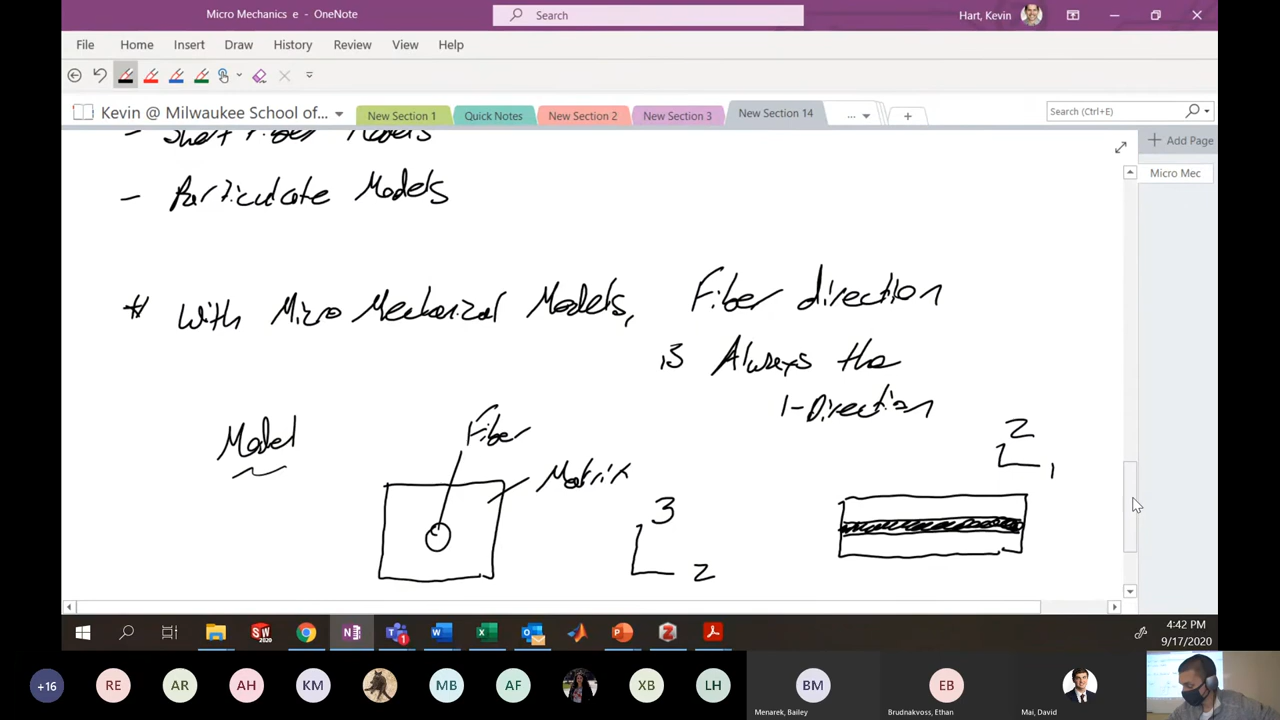 Micro Mechanics e - OneNote
Search
Hart, Kevin
File Home Insert Draw History Review View Help
Kevin @ Milwaukee School of...
New Section 1
Quick Notes
New Section 2
New Section 3
New Section 14
...
Search (Ctrl+E)
Add Page
Micro Mec
- Short Fiber Models
- Particulate Models
* With Micro Mechanical Models, Fiber direction
is Always the
1-Direction
Model
Fiber
Matrix
3
2
2
1
4:42 PM
9/17/2020
+16
RE
AR
AH
KM
MB
AF
XB
LH
BM
Menarek, Bailey
EB
Brudnakvoss, Ethan
Mai, David